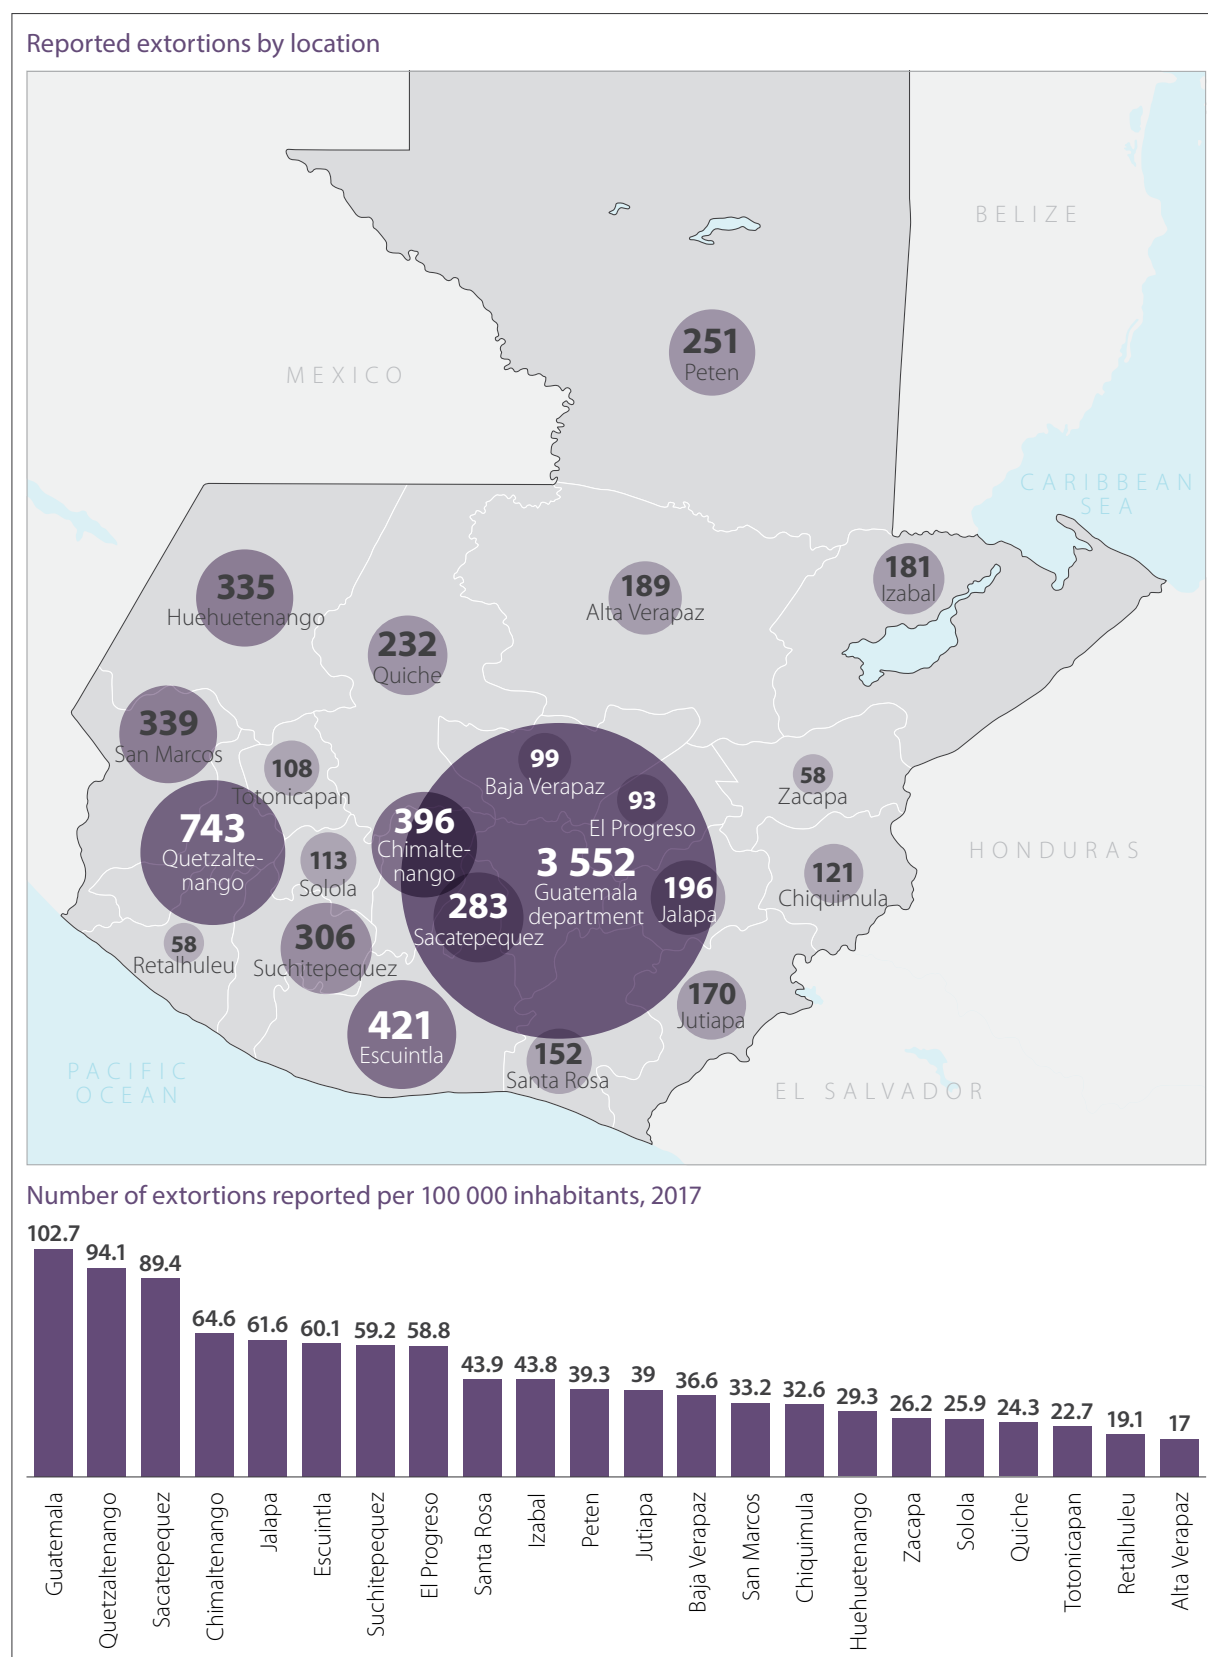 Reported extortions by location
BELIZE
MEXICO
251
Peten
CARIBBEAN
SEA
335
Huehuetenango
189
Alta Verapaz
181
Izabal
232
Quiche
339
San Marcos
108
Totonicapan
99
Baja Verapaz
93
El Progreso
58
Zacapa
743
Quetzalte-
nango
396
Chimalte-
nango
113
Solola
3 552
Guatemala
department
196
Jalapa
121
Chiquimula
HONDURAS
283
Sacatepequez
58
Retalhuleu
306
Suchitepequez
421
Escuintla
170
Jutiapa
152
Santa Rosa
PACIFIC
OCEAN
EL SALVADOR
Number of extortions reported per 100 000 inhabitants, 2017
102.7
94.1
89.4
64.6
61.6
60.1
59.2
58.8
43.9
43.8
39.3
39
36.6
33.2
32.6
29.3
26.2
25.9
24.3
22.7
19.1
17
Guatemala
Quetzaltenango
Sacatepequez
Chimaltenango
Jalapa
Escuintla
Suchitepequez
El Progreso
Santa Rosa
Izabal
Peten
Jutiapa
Baja Verapaz
San Marcos
Chiquimula
Huehuetenango
Zacapa
Solola
Quiche
Totonicapan
Retalhuleu
Alta Verapaz